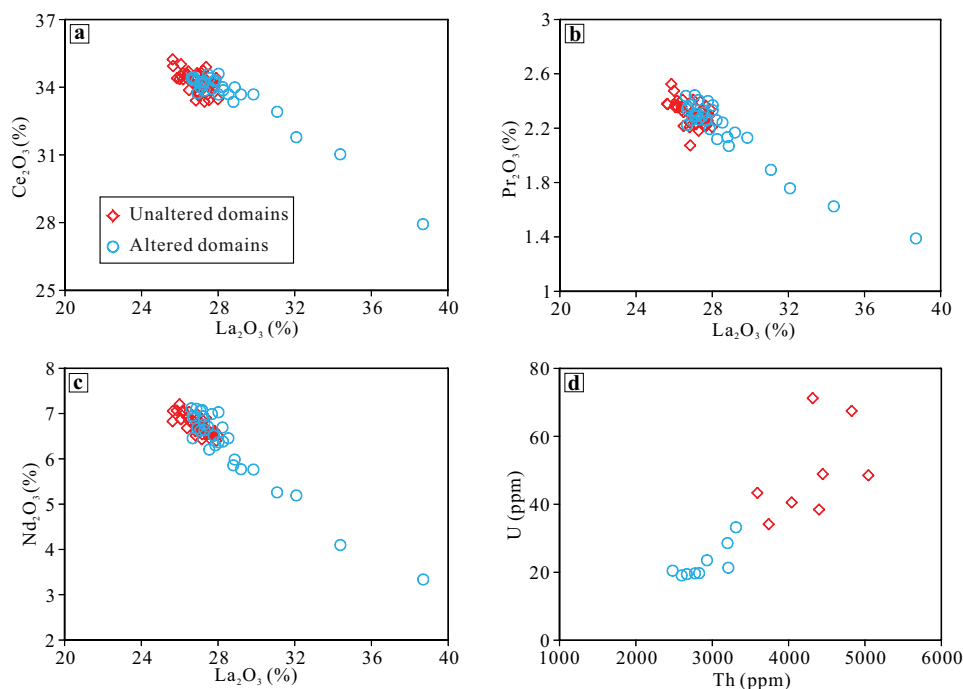 a
Ce₂O₃ (%)
37
34
31
28
25
Unaltered domains
Altered domains
20 24 28 32 36 40
La₂O₃ (%)
b
Pr₂O₃ (%)
3
2.6
2.2
1.8
1.4
1
20 24 28 32 36 40
La₂O₃ (%)
c
Nd₂O₃ (%)
8
7
6
5
4
3
2
20 24 28 32 36 40
La₂O₃ (%)
d
U (ppm)
80
60
40
20
0
1000 2000 3000 4000 5000 6000
Th (ppm)